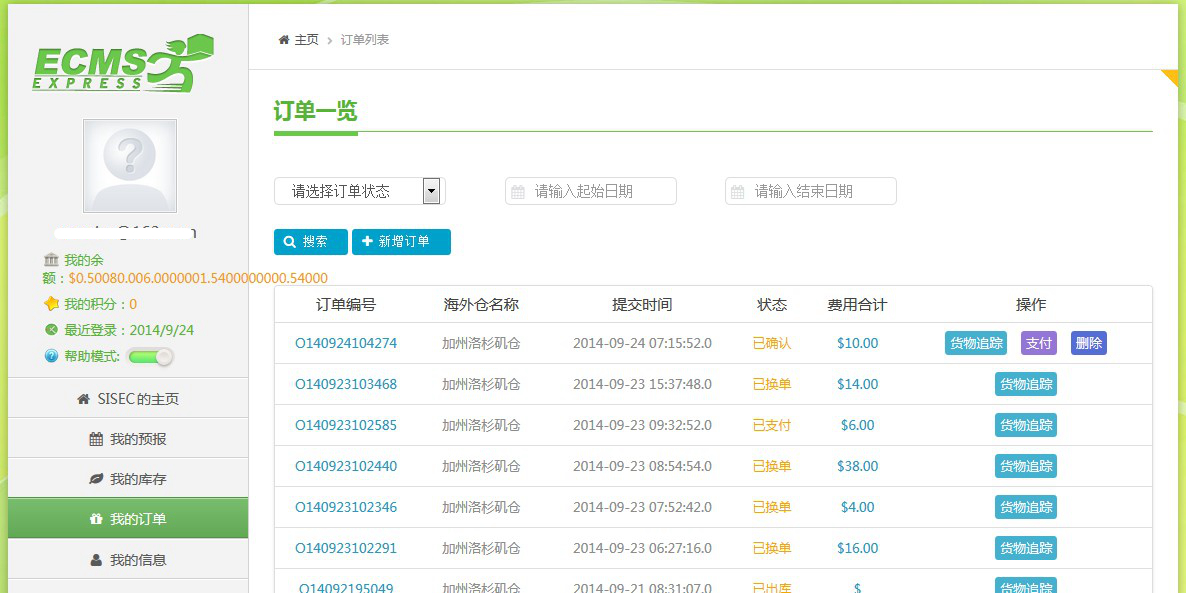 ECMS
EXPRESS
我的余
额：$0.50080.006.0000001.5400000000.54000
我的积分：0
最近登录：2014/9/24
帮助模式:
SISEC的主页
我的预报
我的库存
我的订单
我的信息
主页 > 订单列表
订单一览
请选择订单状态 请输入起始日期 请输入结束日期
搜索 新增订单
订单编号 海外仓名称 提交时间 状态 费用合计 操作
O140924104274 加州洛杉矶仓 2014-09-24 07:15:52.0 已确认 $10.00 货物追踪 支付 删除
O140923103468 加州洛杉矶仓 2014-09-23 15:37:48.0 已换单 $14.00 货物追踪
O140923102585 加州洛杉矶仓 2014-09-23 09:32:52.0 已支付 $6.00 货物追踪
O140923102440 加州洛杉矶仓 2014-09-23 08:54:54.0 已换单 $38.00 货物追踪
O140923102346 加州洛杉矶仓 2014-09-23 07:52:42.0 已换单 $4.00 货物追踪
O140923102291 加州洛杉矶仓 2014-09-23 06:27:16.0 已换单 $16.00 货物追踪
O14092195049 加州洛杉矶仓 2014-09-21 08:31:07.0 已出库 $ 货物追踪